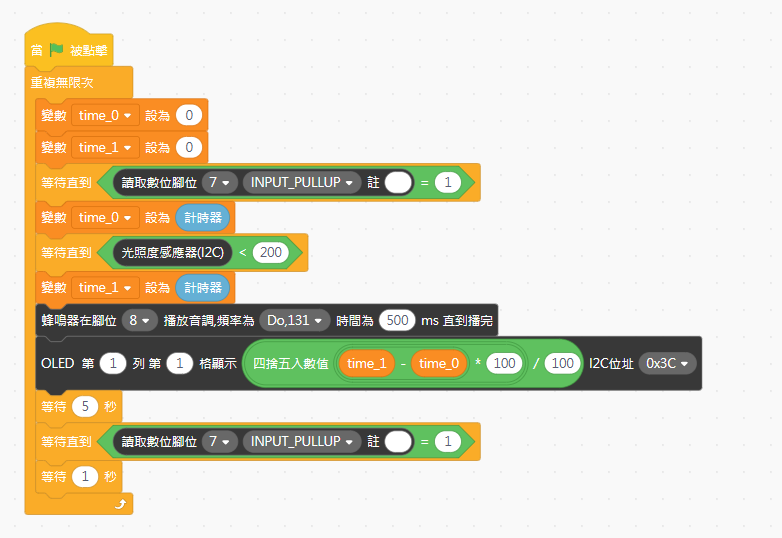 當 被點擊
重複無限次
變數 time_0 設為 0
變數 time_1 設為 0
等待直到 讀取數位腳位 7 INPUT_PULLUP 註 = 1
變數 time_0 設為 計時器
等待直到 光照度感應器(I2C) < 200
變數 time_1 設為 計時器
蜂鳴器在腳位 8 播放音調,頻率為 Do,131 時間為 500 ms 直到播完
OLED 第 1 列 第 1 格顯示 四捨五入數值 time_1 - time_0 * 100 / 100 I2C位址 0x3C
等待 5 秒
等待直到 讀取數位腳位 7 INPUT_PULLUP 註 = 1
等待 1 秒